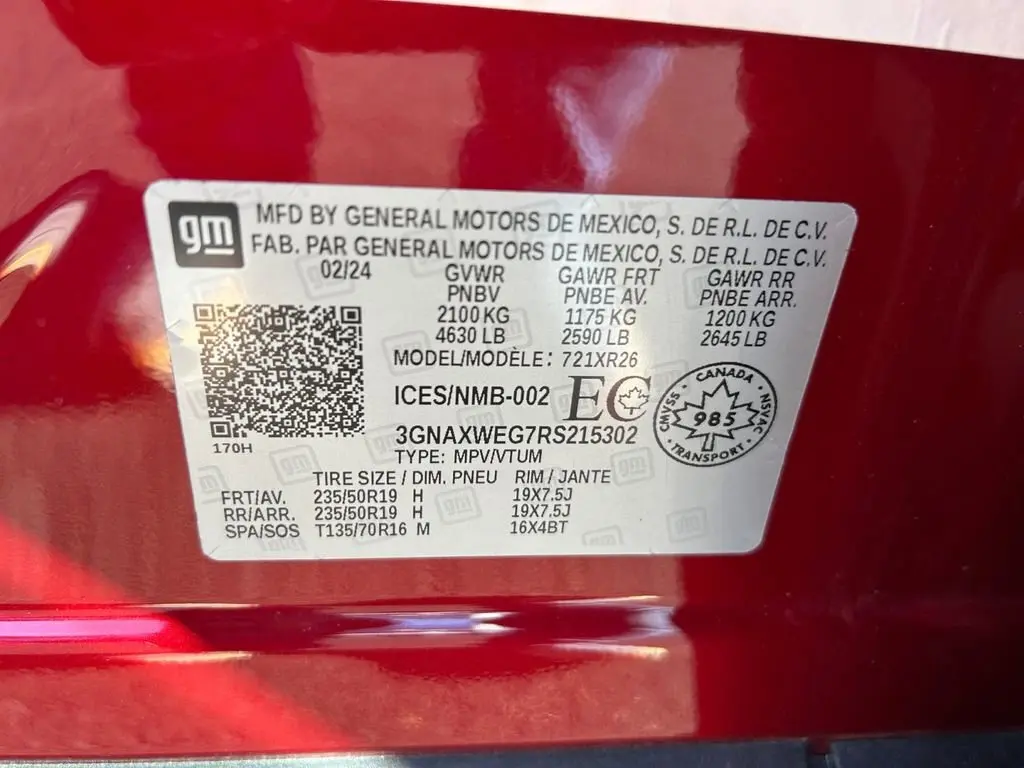 gm
MFD BY GENERAL MOTORS DE MEXICO, S. DE R.L. DE C.V.
FAB. PAR GENERAL MOTORS DE MEXICO, S. DE R.L. DE C.V.
02/24 GVWR GAWR FRT GAWR RR
PNBV PNBE AV. PNBE ARR.
2100 KG 1175 KG 1200 KG
4630 LB 2590 LB 2645 LB
MODEL/MODÈLE: 721XR26
ICES/NMB-002 EC
CANADA
CMVSS 985 NSVAC
TRANSPORT
3GNAXWEG7RS215302
170H
TYPE: MPV/VTUM
TIRE SIZE / DIM. PNEU RIM / JANTE
FRT/AV. 235/50R19 H 19X7.5J
RR/ARR. 235/50R19 H 19X7.5J
SPA/SOS T135/70R16 M 16X4BT